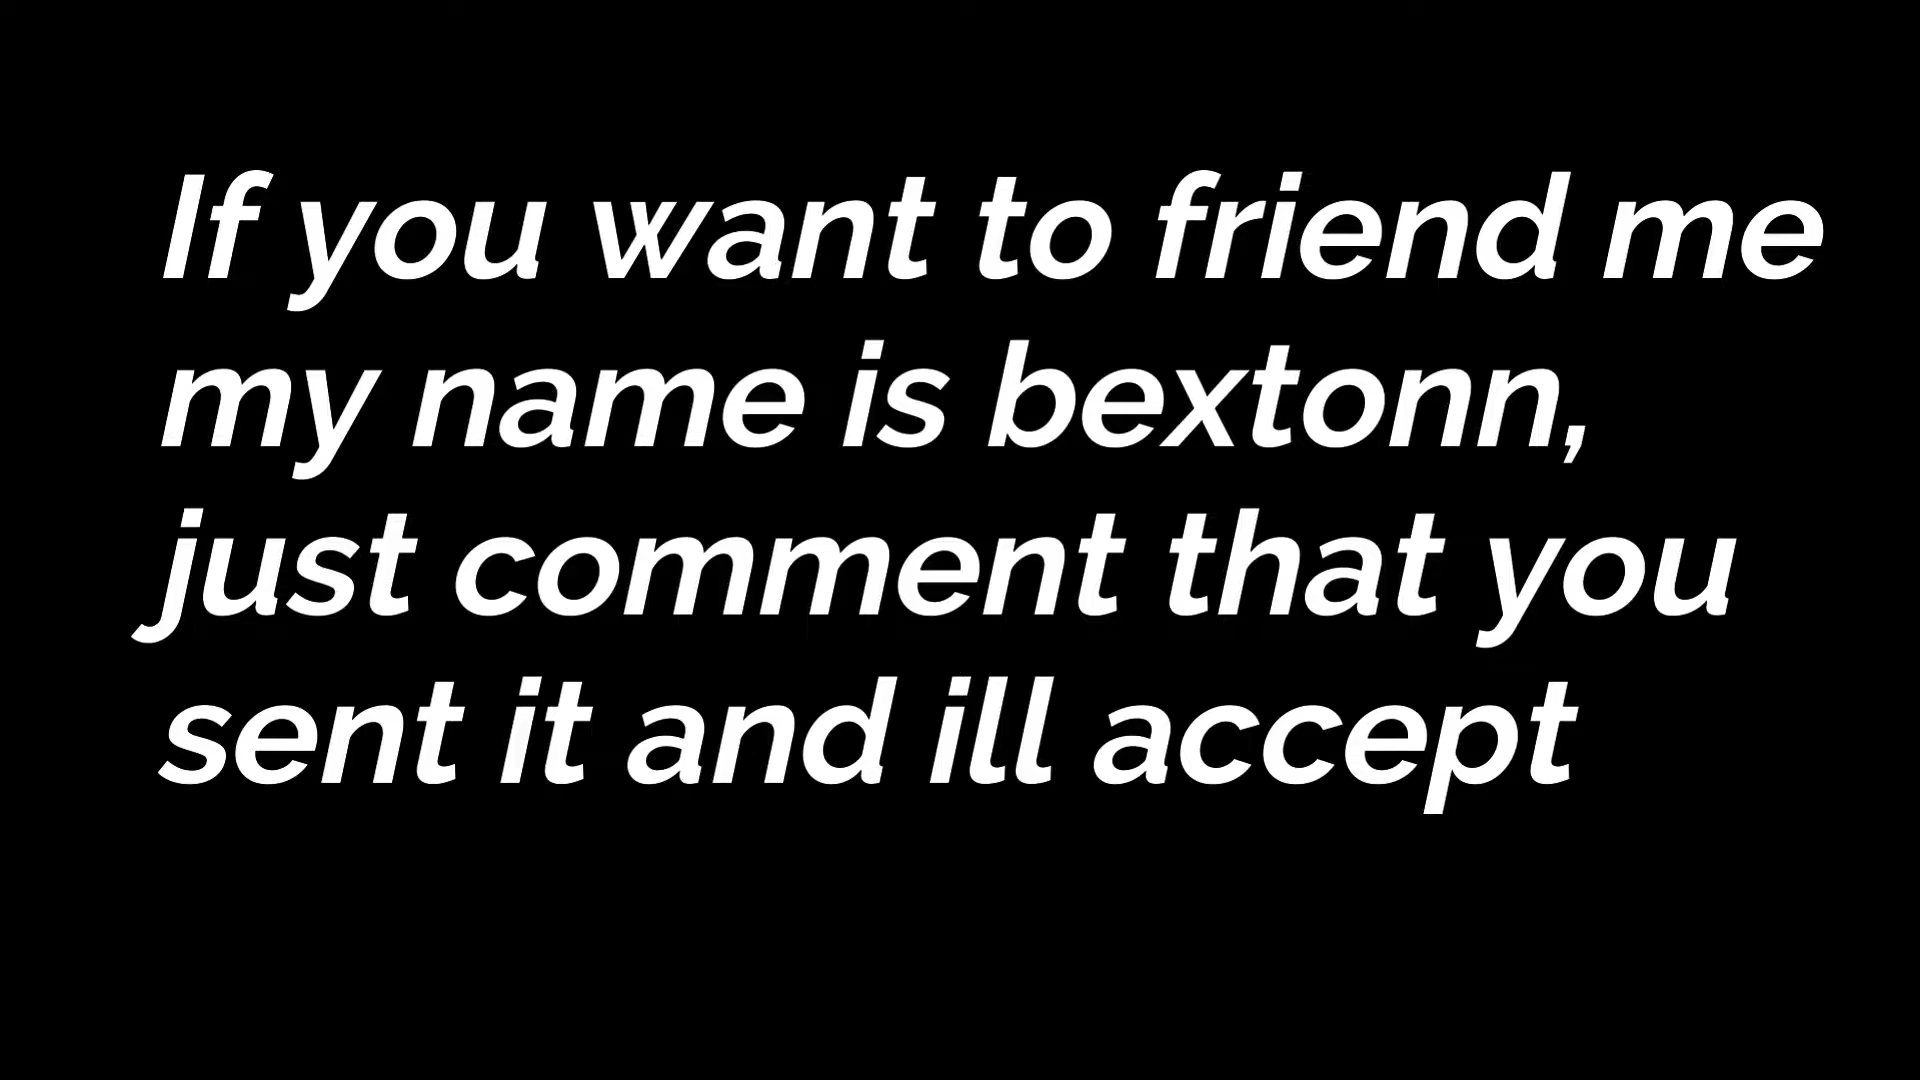 If you want to friend me
my name is bextonn,
just comment that you
sent it and ill accept